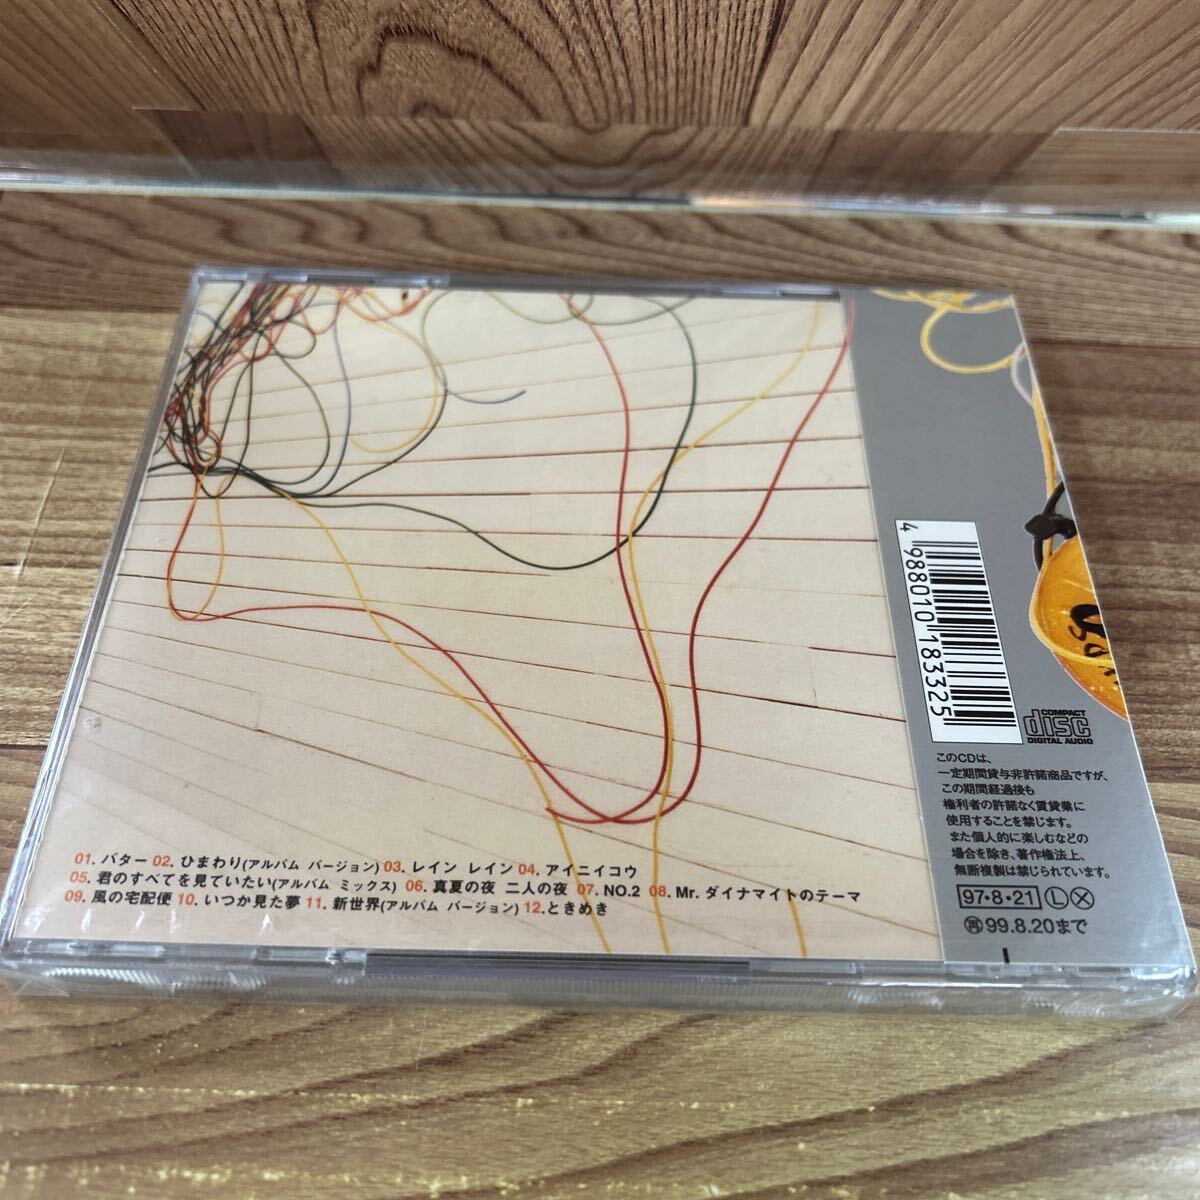 01. バター 02. ひまわり(アルバム バージョン) 03. レイン レイン 04. アイニイコウ
05. 君のすべてを見ていたい(アルバム ミックス) 06. 真夏の夜 二人の夜 07. NO.2 08. Mr. ダイナマイトのテーマ
09. 風の宅配便 10. いつか見た夢 11. 新世界(アルバム バージョン) 12.ときめき
4 988010 183325
COMPACT
disc
DIGITAL AUDIO
このCDは、
一定期間貸与非許諾商品ですが、
この期間経過後も
権利者の許諾なく賃貸業に
使用することを禁じます。
また個人的に楽しむなどの
場合を除き、著作権法上、
無断複製は禁じられています。
97・8・21 Ⓛ Ⓧ
㊢99.8.20まで